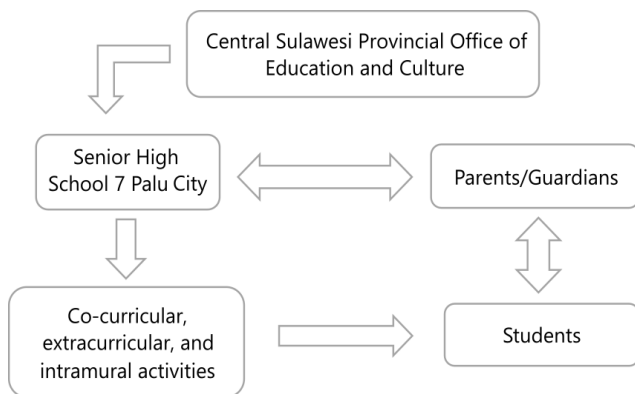 Central Sulawesi Provincial Office of
Education and Culture
Senior High
School 7 Palu City
Parents/Guardians
Co-curricular,
extracurricular, and
intramural activities
Students